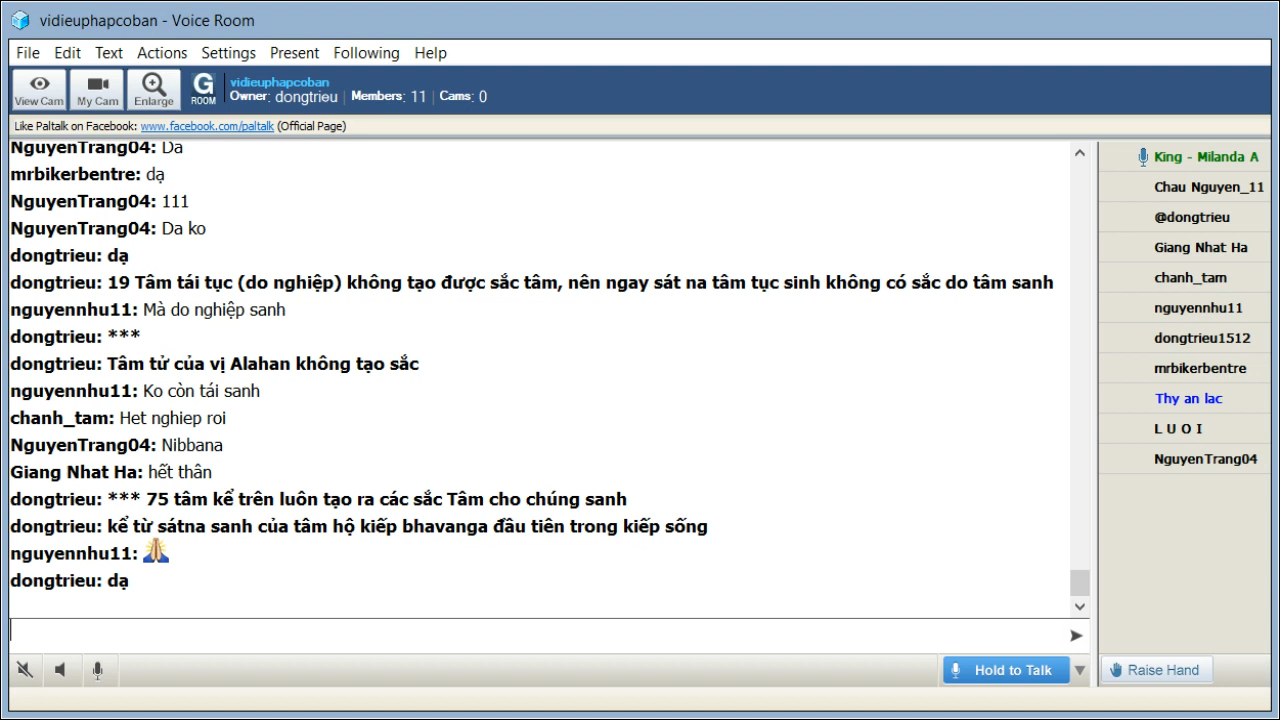 vidieuphapcoban - Voice Room
File Edit Text Actions Settings Present Following Help
View Cam My Cam Enlarge G ROOM
vidieuphapcoban
Owner: dongtrieu | Members: 11 | Cams: 0
Like Paltalk on Facebook: www.facebook.com/paltalk (Official Page)
NguyenTrang04: Da
mrbikerbentre: dạ
NguyenTrang04: 111
NguyenTrang04: Da ko
dongtrieu: dạ
dongtrieu: 19 Tâm tái tục (do nghiệp) không tạo được sắc tâm, nên ngay sát na tâm tục sinh không có sắc do tâm sanh
nguyennhu11: Mà do nghiệp sanh
dongtrieu: ***
dongtrieu: Tâm tử của vị Alahan không tạo sắc
nguyennhu11: Ko còn tái sanh
chanh_tam: Het nghiep roi
NguyenTrang04: Nibbana
Giang Nhat Ha: hết thân
dongtrieu: *** 75 tâm kể trên luôn tạo ra các sắc Tâm cho chúng sanh
dongtrieu: kể từ sátna sanh của tâm hộ kiếp bhavanga đầu tiên trong kiếp sống
nguyennhu11:
dongtrieu: dạ
King - Milanda A
Chau Nguyen_11
@dongtrieu
Giang Nhat Ha
chanh_tam
nguyennhu11
dongtrieu1512
mrbikerbentre
Thy an lac
L U O I
NguyenTrang04
Hold to Talk
Raise Hand